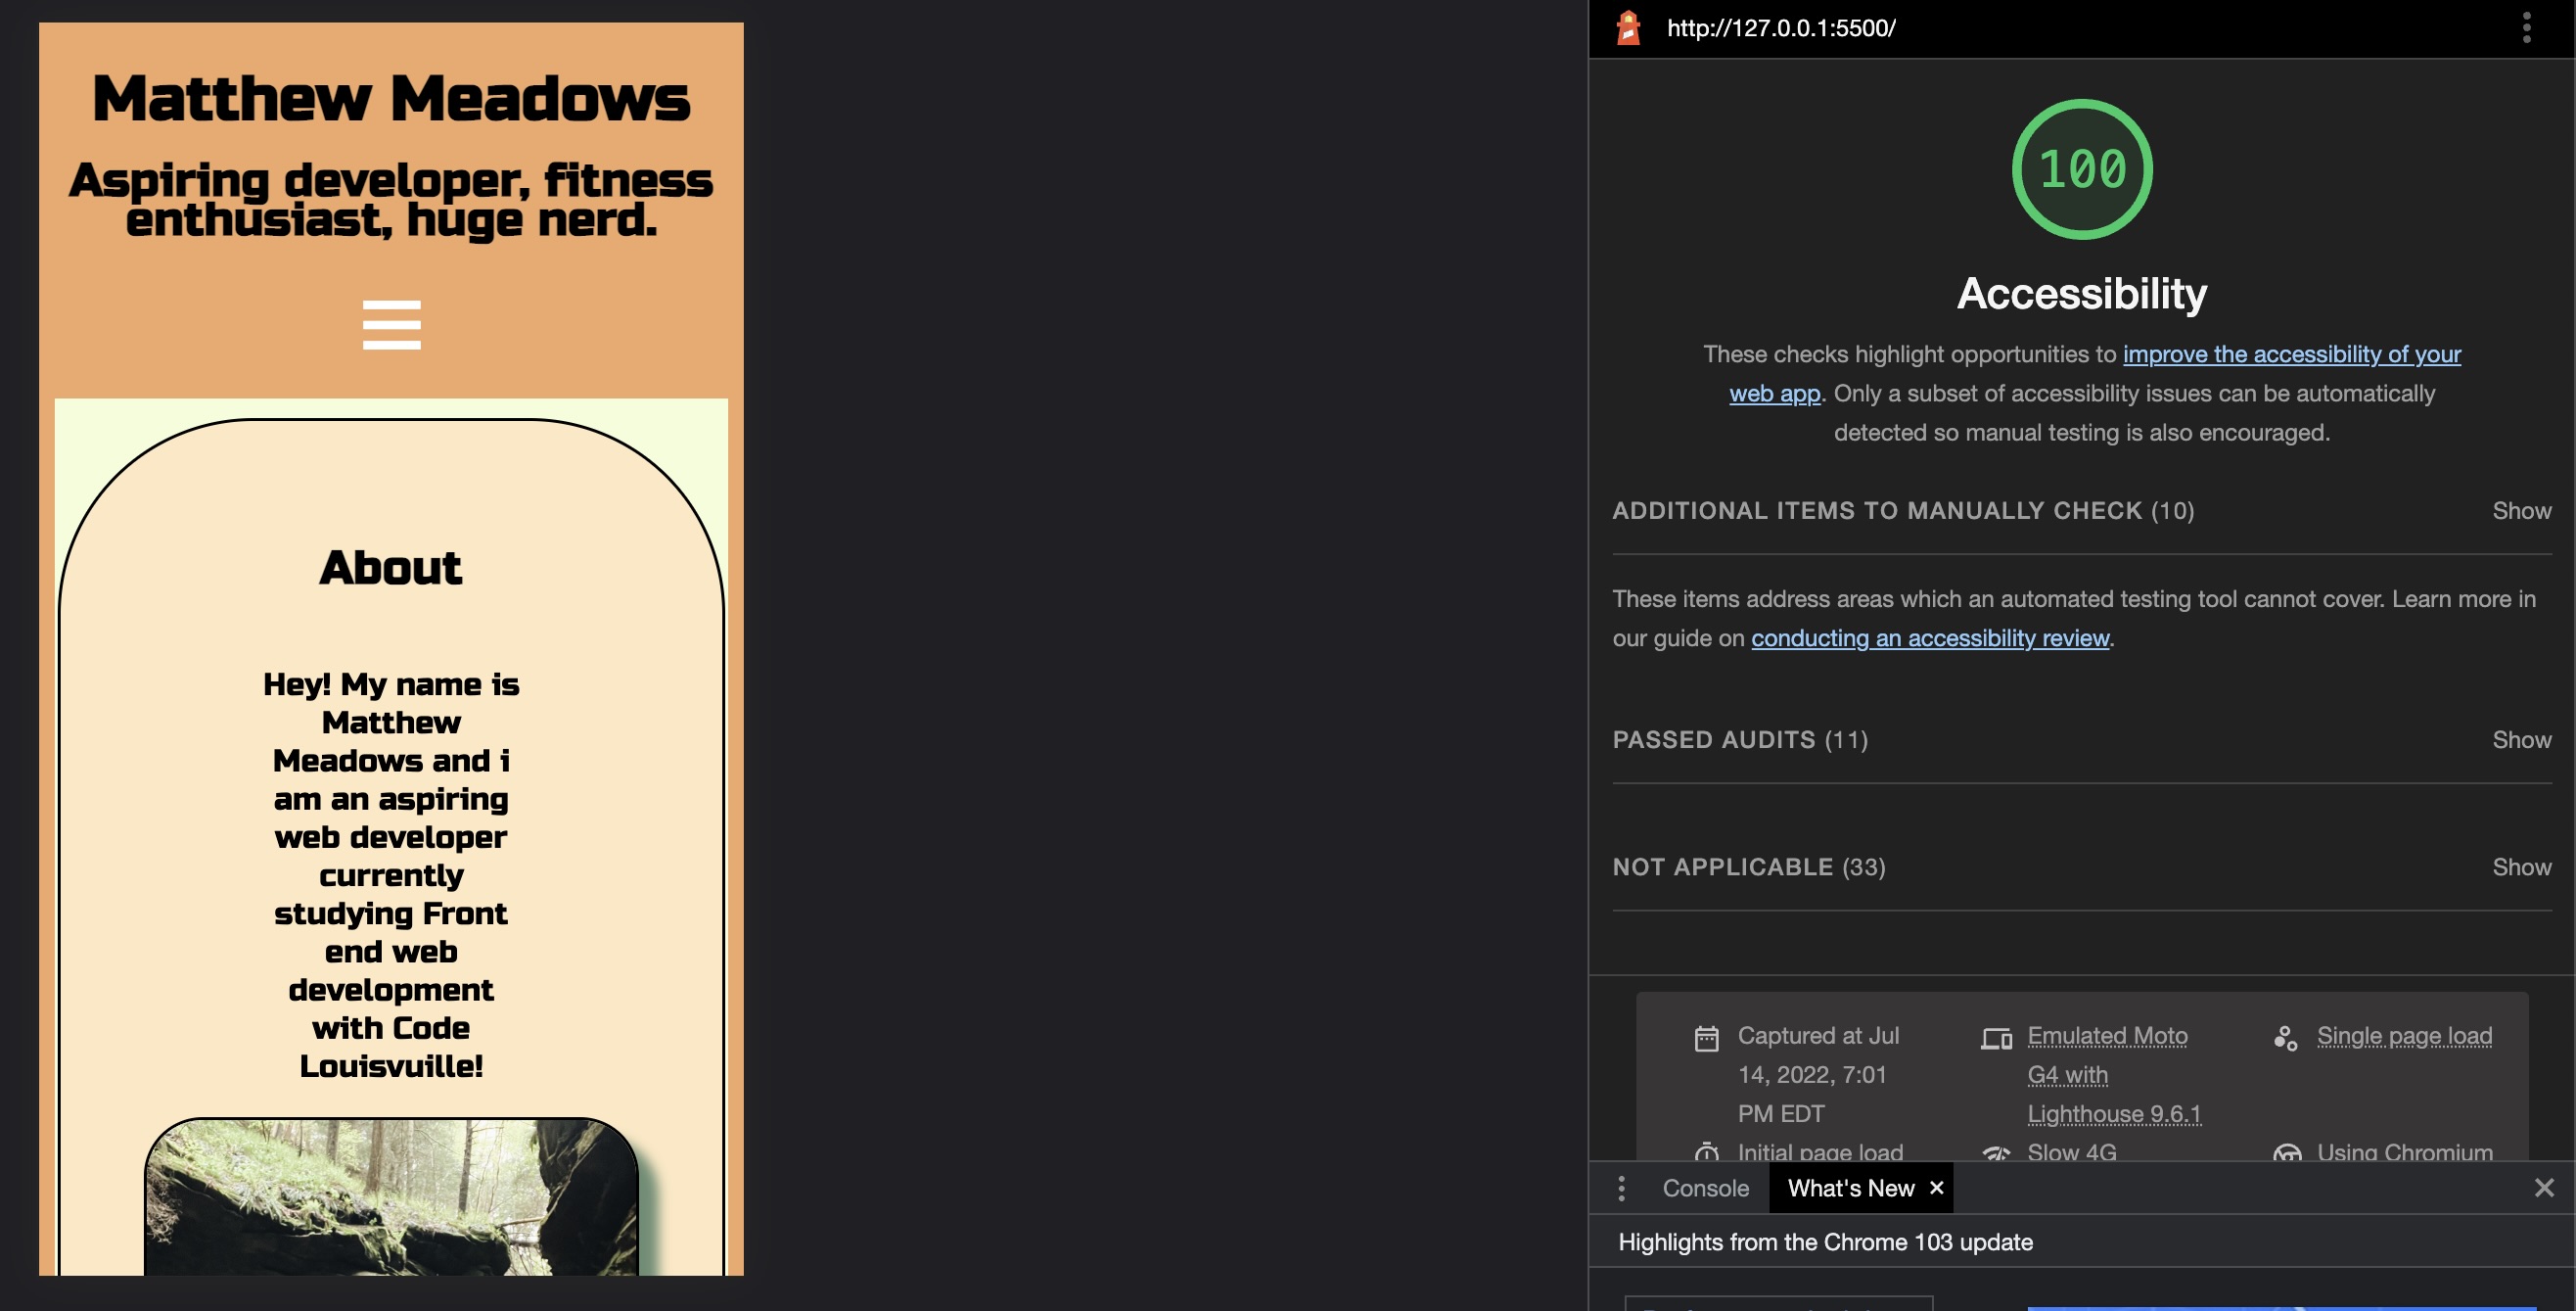 Matthew Meadows
Aspiring developer, fitness
enthusiast, huge nerd.
About
Hey! My name is
Matthew
Meadows and i
am an aspiring
web developer
currently
studying Front
end web
development
with Code
Louisvuille!
http://127.0.0.1:5500/
100
Accessibility
These checks highlight opportunities to improve the accessibility of your
web app. Only a subset of accessibility issues can be automatically
detected so manual testing is also encouraged.
ADDITIONAL ITEMS TO MANUALLY CHECK (10) Show
These items address areas which an automated testing tool cannot cover. Learn more in
our guide on conducting an accessibility review.
PASSED AUDITS (11) Show
NOT APPLICABLE (33) Show
Captured at Jul
14, 2022, 7:01
PM EDT
Emulated Moto
G4 with
Lighthouse 9.6.1
Single page load
Initial page load
Slow 4G
Using Chromium
Console
What's New
Highlights from the Chrome 103 update